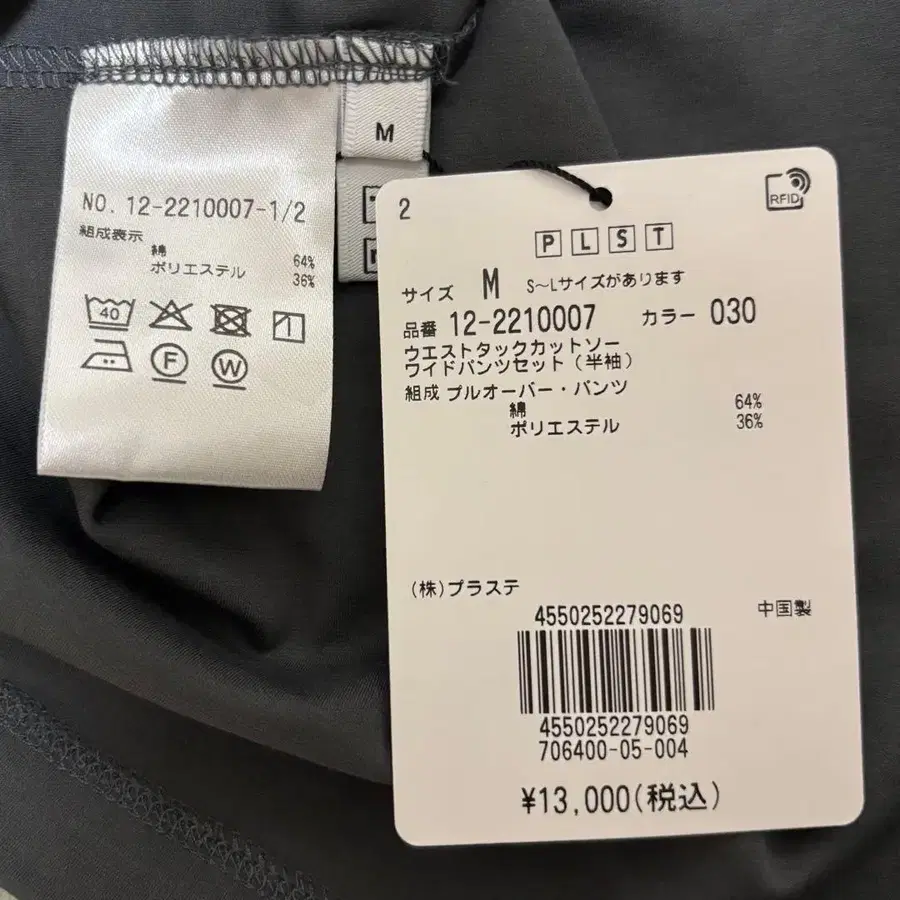 M
NO. 12-2210007-1/2
組成表示
綿 64%
ポリエステル 36%
40
F W
2
RFID
PLST
サイズ M S~Lサイズがあります
品番 12-2210007 カラー 030
ウエストタックカットソー
ワイドパンツセット(半袖)
組成 プルオーバー・パンツ
綿 64%
ポリエステル 36%
(株)プラステ
中国製
4550252279069
4550252279069
706400-05-004
¥13,000(税込)